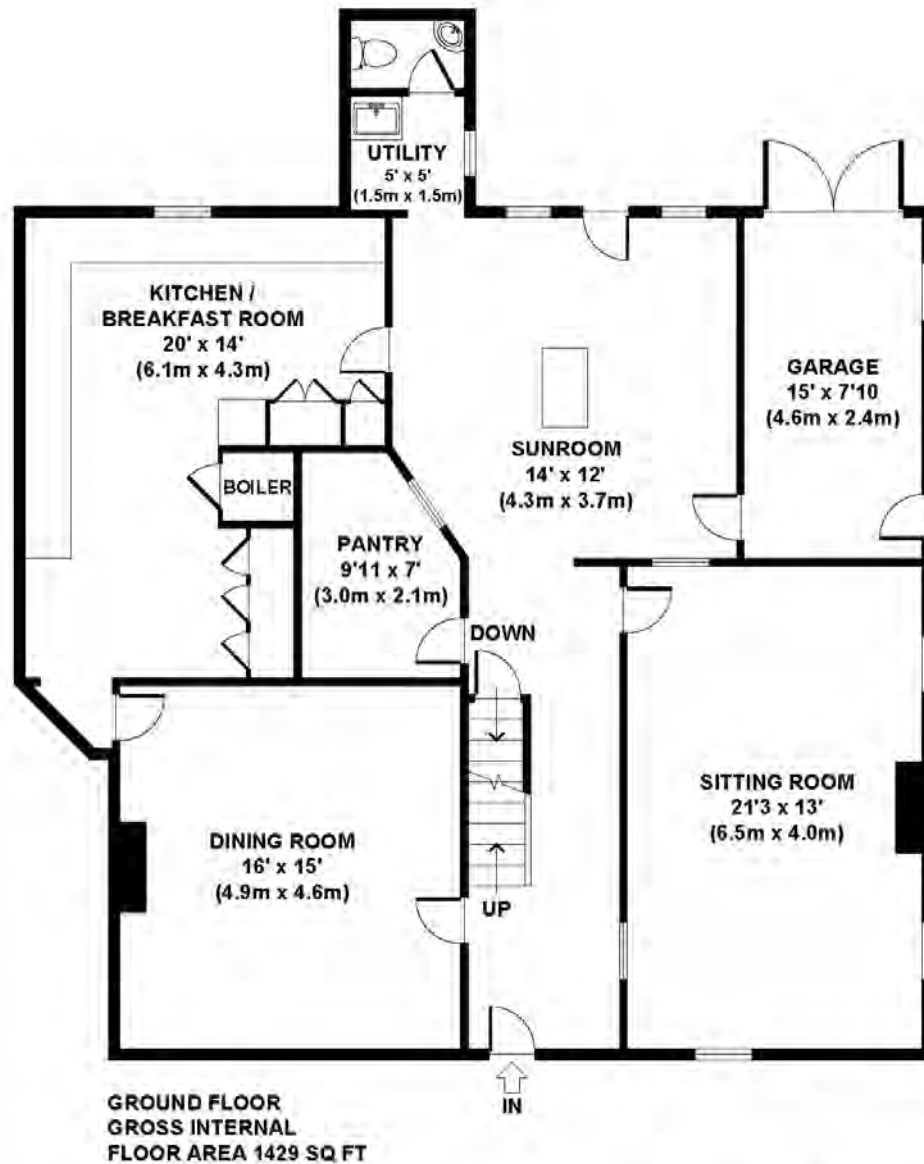 UTILITY
5' x 5'
(1.5m x 1.5m)
KITCHEN /
BREAKFAST ROOM
20' x 14'
(6.1m x 4.3m)
GARAGE
15' x 7'10
(4.6m x 2.4m)
SUNROOM
14' x 12'
(4.3m x 3.7m)
BOILER
PANTRY
9'11 x 7'
(3.0m x 2.1m)
DOWN
SITTING ROOM
21'3 x 13'
(6.5m x 4.0m)
DINING ROOM
16' x 15'
(4.9m x 4.6m)
UP
IN
GROUND FLOOR
GROSS INTERNAL
FLOOR AREA 1429 SQ FT